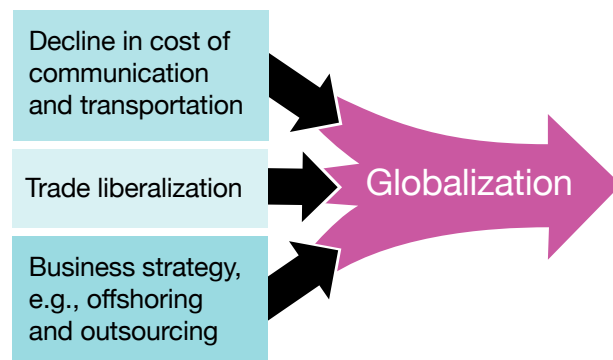 Decline in cost of
communication
and transportation
Trade liberalization
Globalization
Business strategy,
e.g., offshoring
and outsourcing